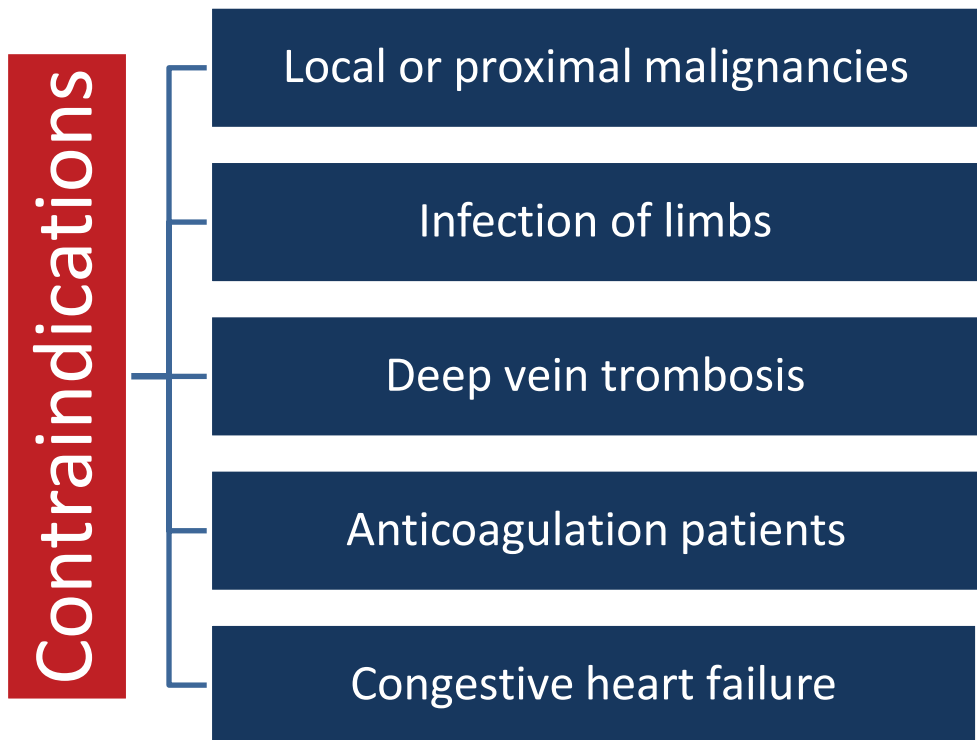 Contraindications
Local or proximal malignancies
Infection of limbs
Deep vein trombosis
Anticoagulation patients
Congestive heart failure